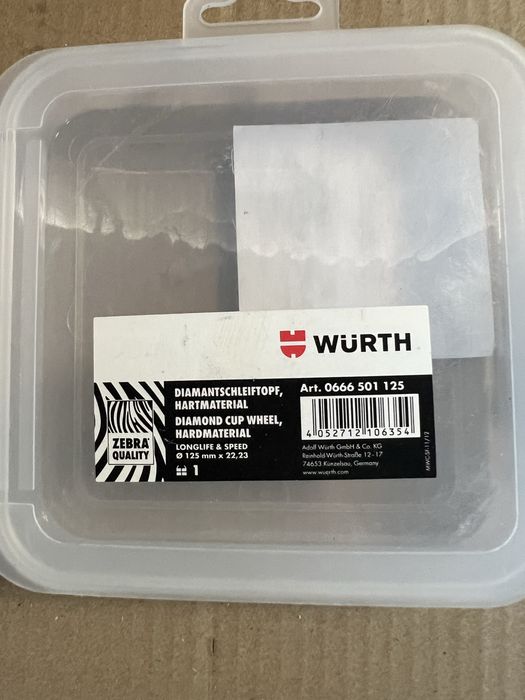 WÜRTH
DIAMANTSCHLEIFTOPF,
HARTMATERIAL
DIAMOND CUP WHEEL,
HARDMATERIAL
LONGLIFE & SPEED
Ø 125 mm x 22,23
1
ZEBRA®
QUALITY
Art. 0666 501 125
4 052712 106354
Adolf Würth GmbH & Co. KG
Reinhold-Würth-Straße 12 - 17
74653 Künzelsau, Germany
www.wuerth.com